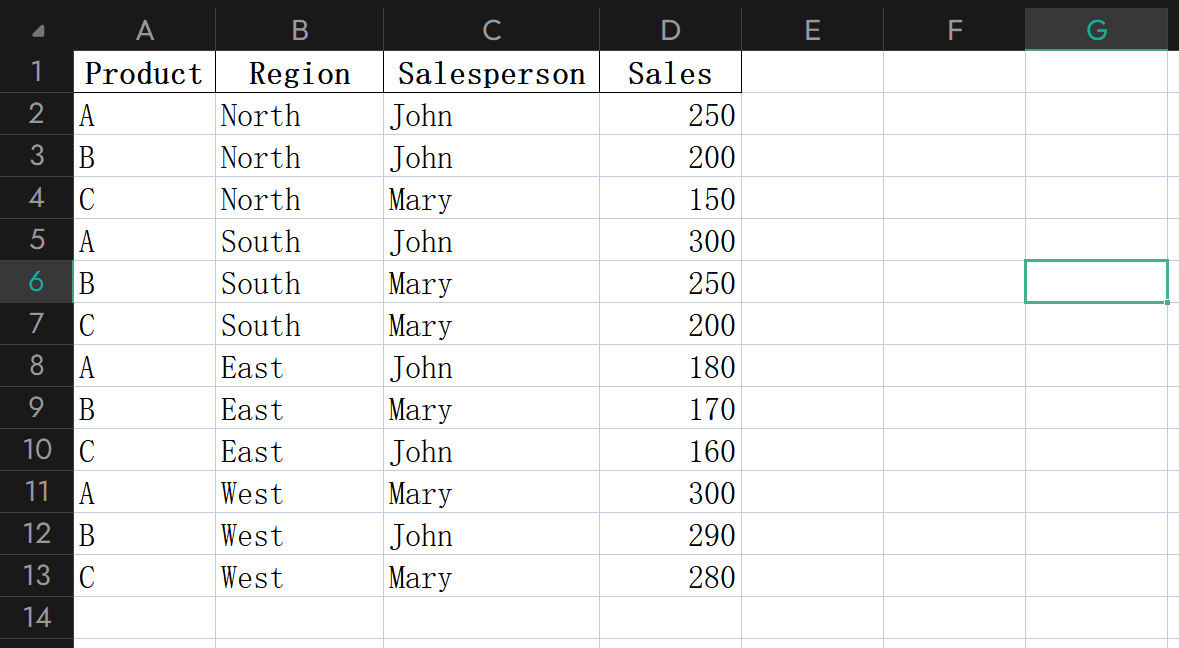 A B C D E F G
1 Product Region Salesperson Sales
2 A North John 250
3 B North John 200
4 C North Mary 150
5 A South John 300
6 B South Mary 250
7 C South Mary 200
8 A East John 180
9 B East Mary 170
10 C East John 160
11 A West Mary 300
12 B West John 290
13 C West Mary 280
14